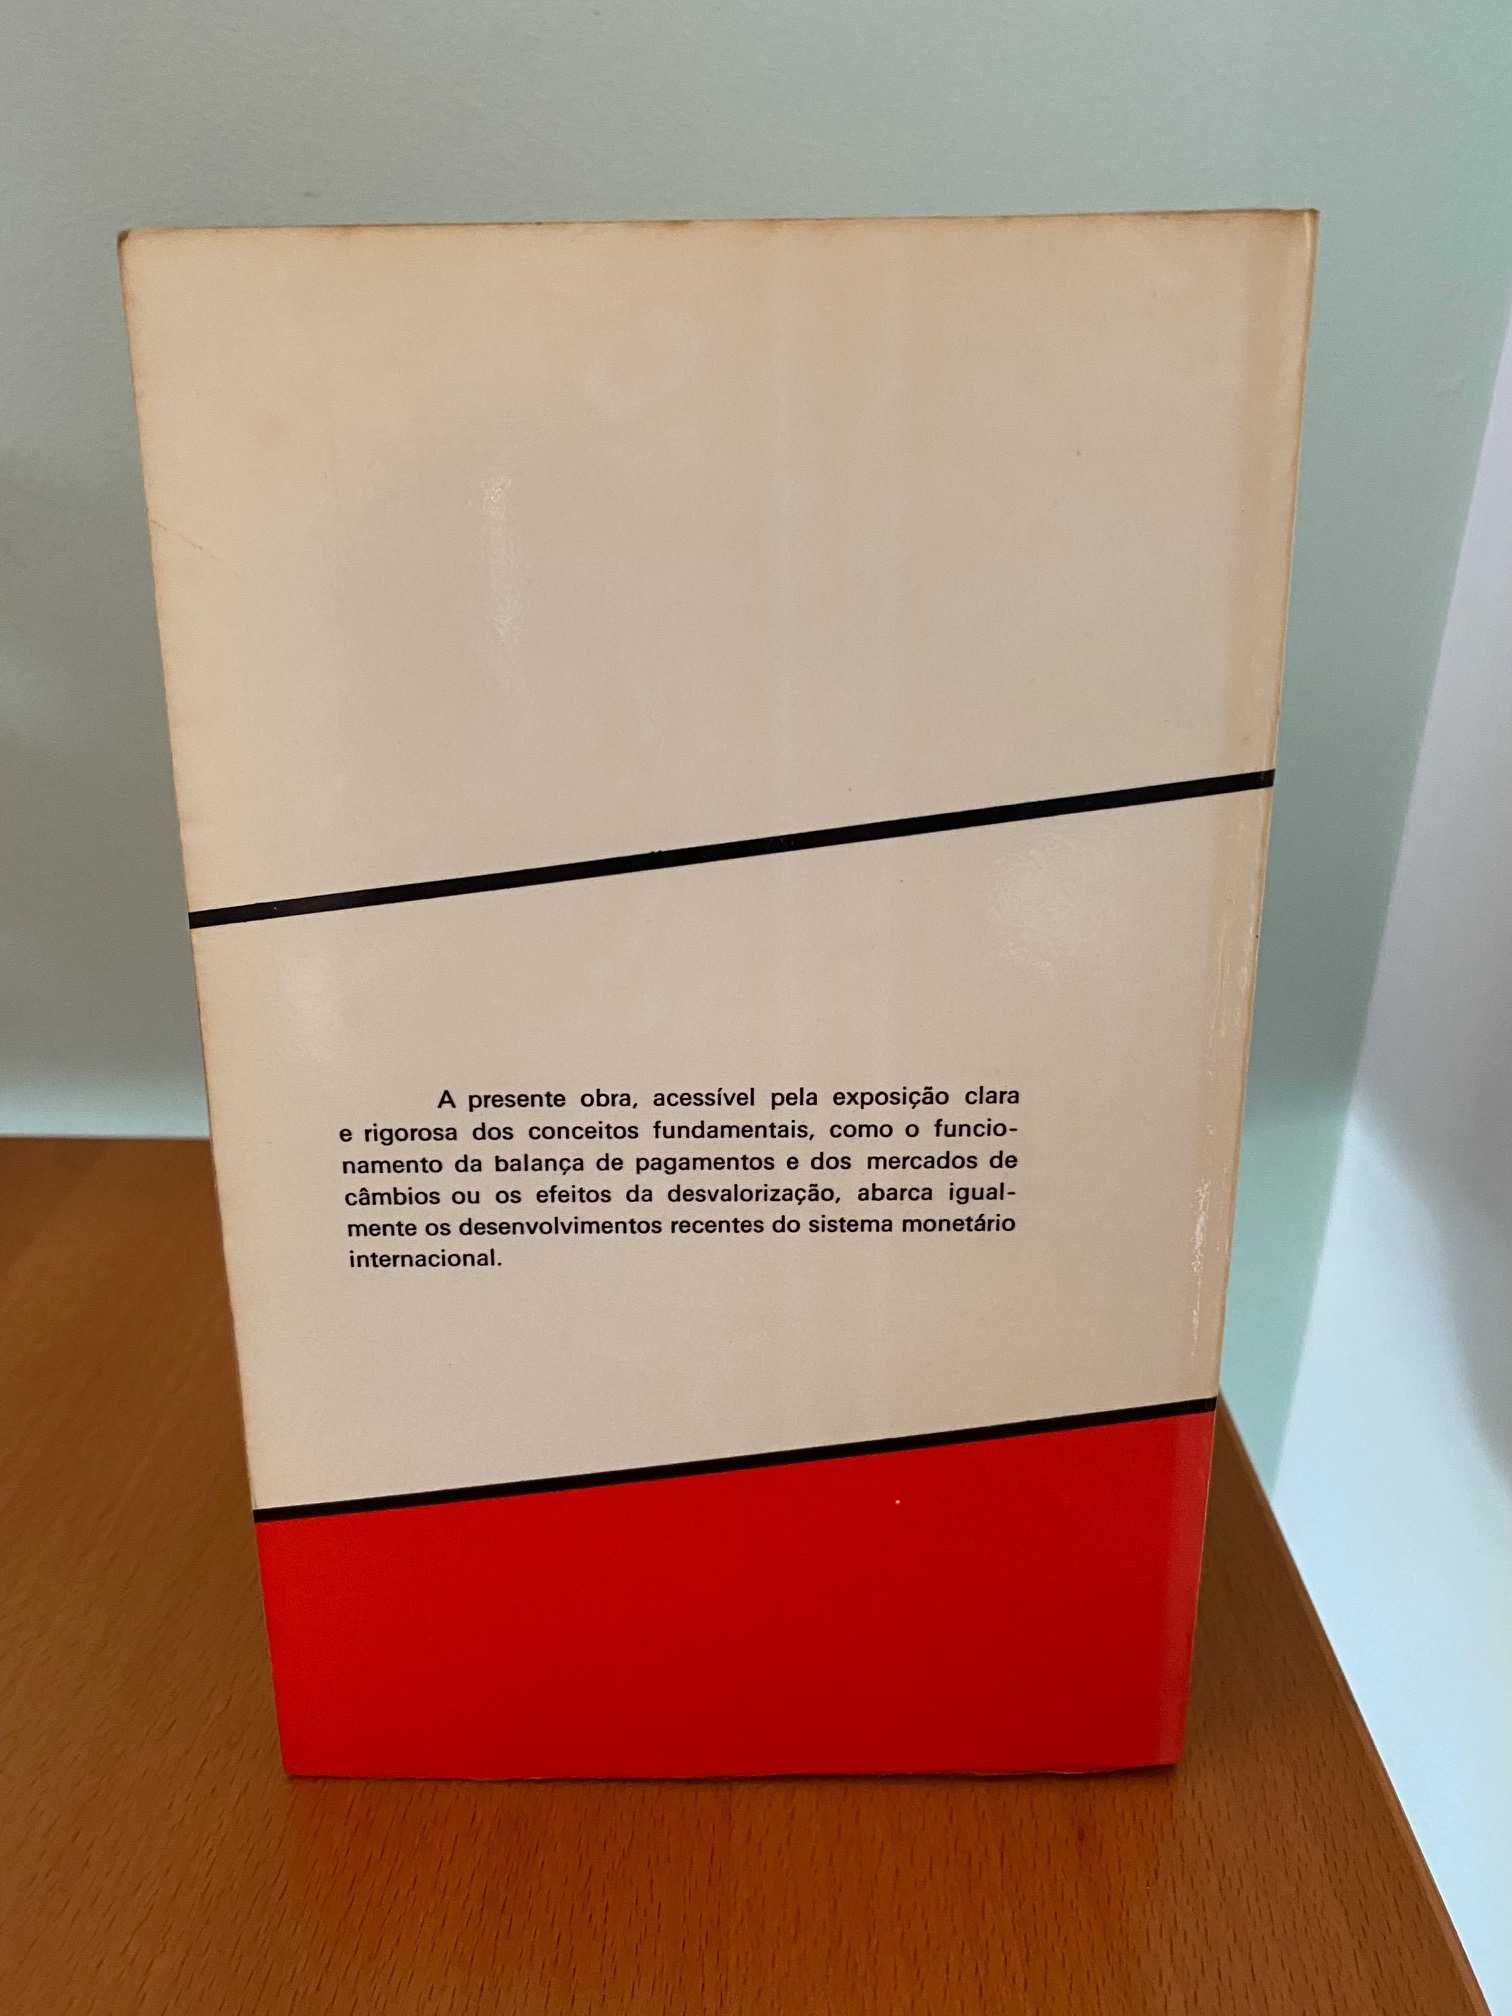 A presente obra, acessível pela exposição clara
e rigorosa dos conceitos fundamentais, como o funcio-
namento da balança de pagamentos e dos mercados de
câmbios ou os efeitos da desvalorização, abarca igual-
mente os desenvolvimentos recentes do sistema monetário
internacional.